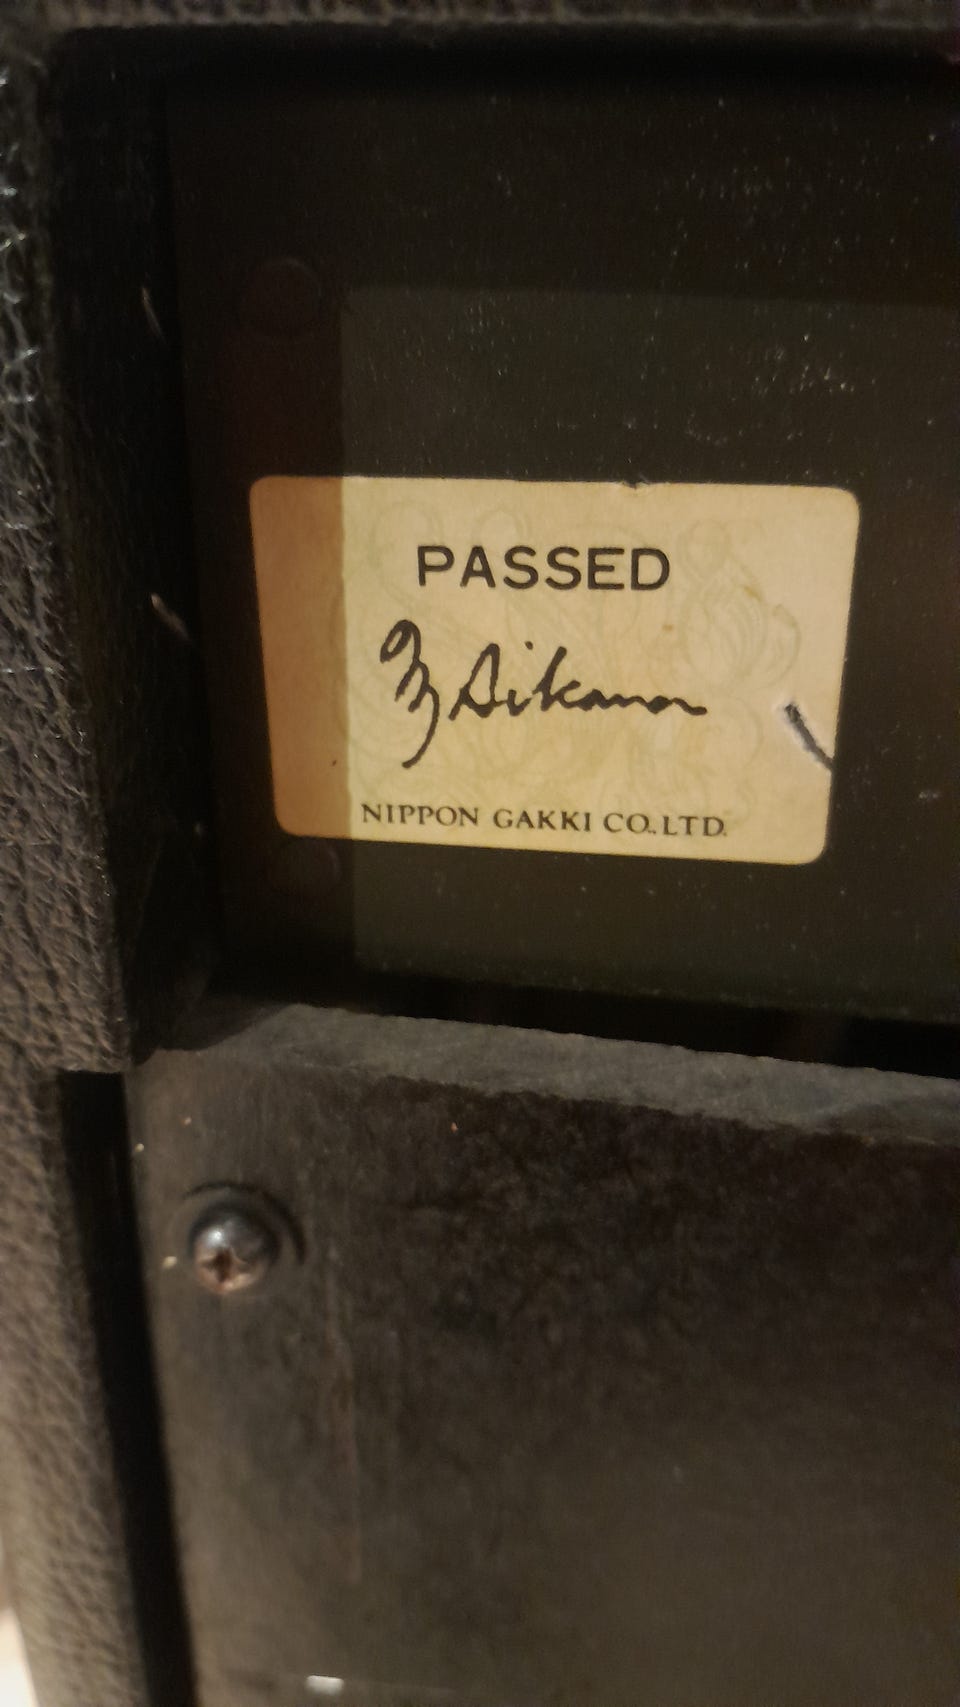 PASSED
NIPPON GAKKI CO.,LTD.